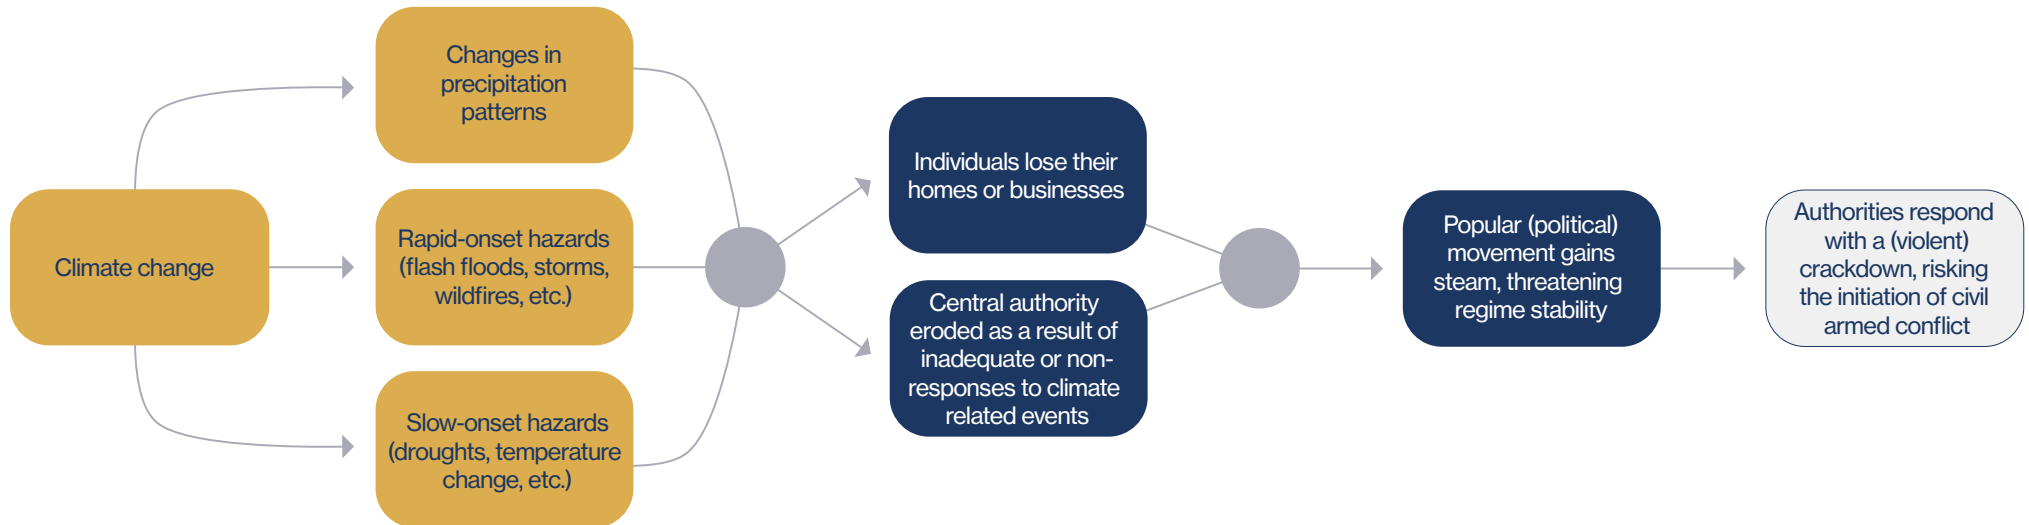 Climate change
Changes in
precipitation
patterns
Rapid-onset hazards
(flash floods, storms,
wildfires, etc.)
Slow-onset hazards
(droughts, temperature
change, etc.)
Individuals lose their
homes or businesses
Central authority
eroded as a result of
inadequate or non-
responses to climate
related events
Popular (political)
movement gains
steam, threatening
regime stability
Authorities respond
with a (violent)
crackdown, risking
the initiation of civil
armed conflict